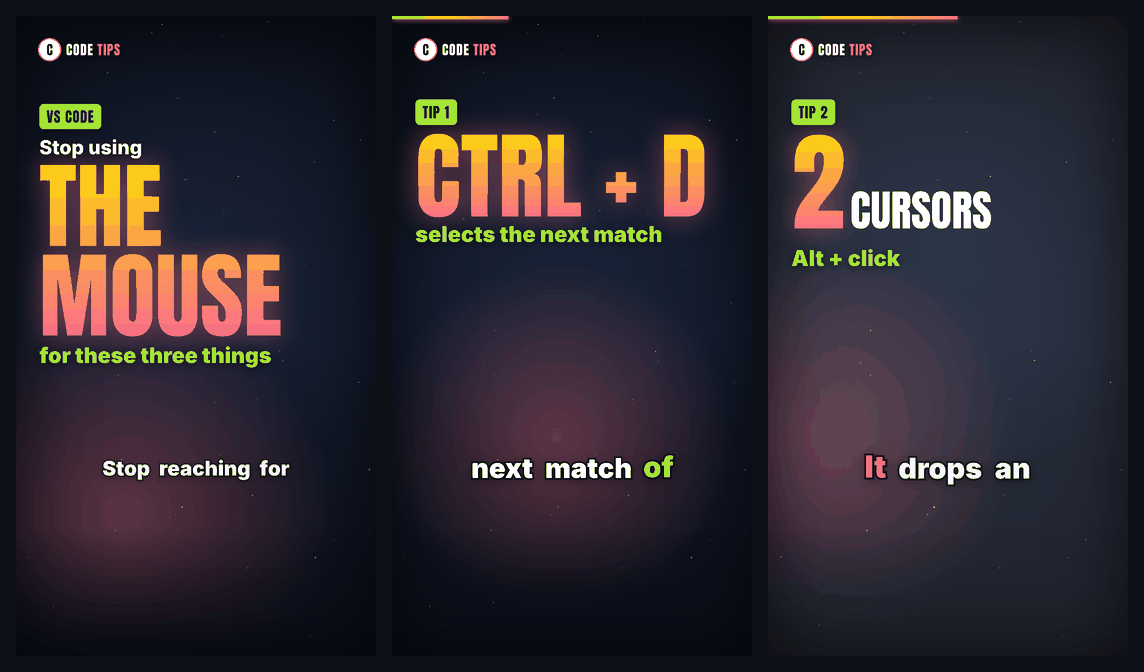 C CODE TIPS
VS CODE
Stop using
THE
MOUSE
for these three things
Stop reaching for
C CODE TIPS
TIP 1
CTRL + D
selects the next match
next match of
C CODE TIPS
TIP 2
2 CURSORS
Alt + click
It drops an